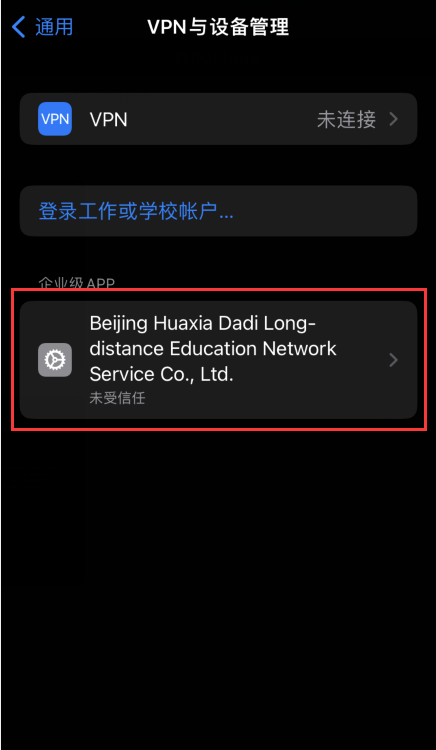 通用
VPN与设备管理
VPN
VPN
未连接
登录工作或学校帐户...
企业级APP
Beijing Huaxia Dadi Long-
distance Education Network
Service Co., Ltd.
未受信任